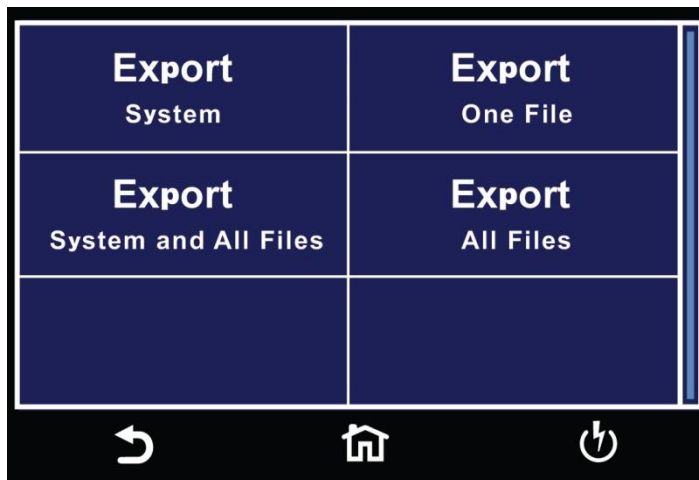 Export
System
Export
One File
Export
System and All Files
Export
All Files